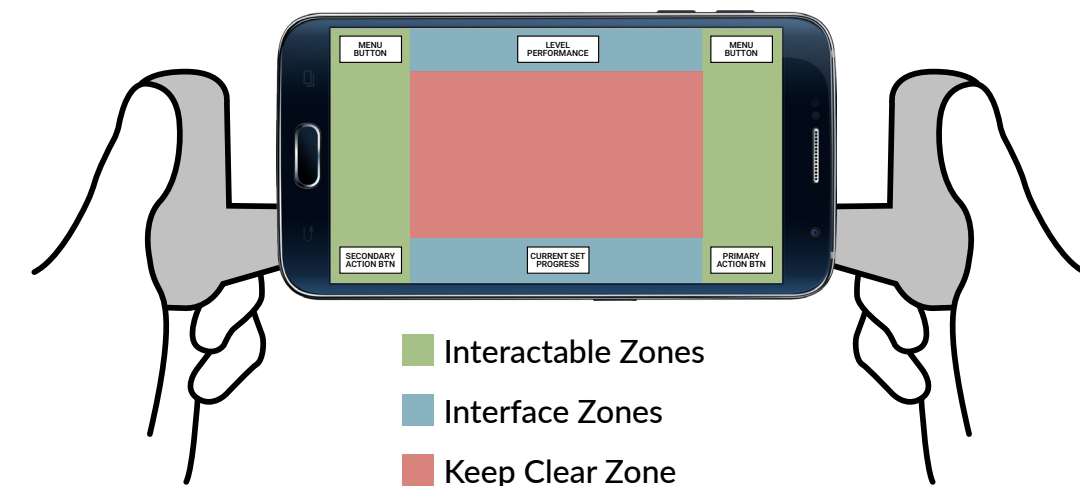 MENU
BUTTON
LEVEL
PERFORMANCE
MENU
BUTTON
SECONDARY
ACTION BTN
CURRENT SET
PROGRESS
PRIMARY
ACTION BTN
Interactable Zones
Interface Zones
Keep Clear Zone